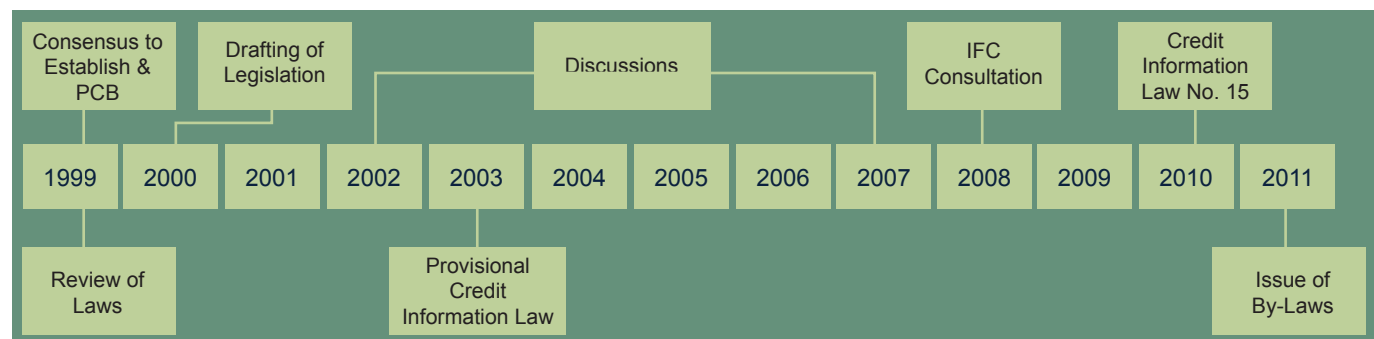 Consensus to
Establish &
PCB
Drafting of
Legislation
Discussions
IFC
Consultation
Credit
Information
Law No. 15
1999
2000
2001
2002
2003
2004
2005
2006
2007
2008
2009
2010
2011
Review of
Laws
Provisional
Credit
Information Law
Issue of
By-Laws